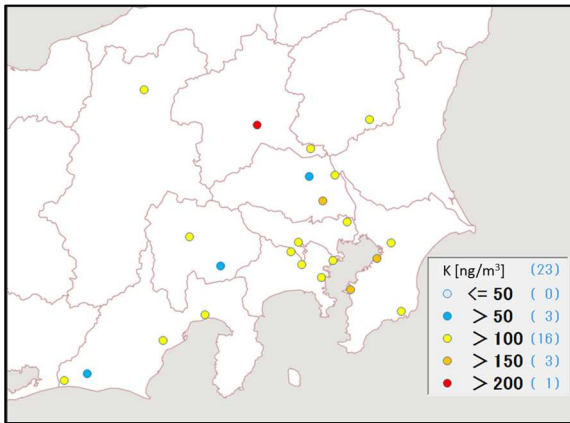 K [ng/m³] (23)
<= 50 ( 0)
> 50 ( 3)
> 100 (16)
> 150 ( 3)
> 200 ( 1)